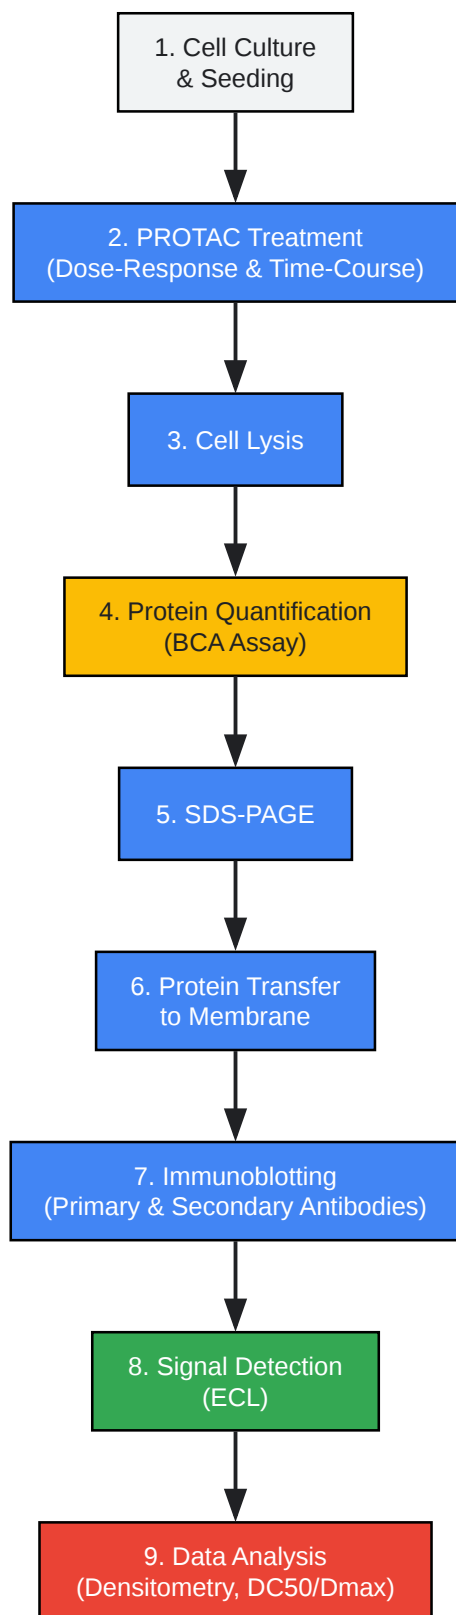 1. Cell Culture
& Seeding
2. PROTAC Treatment
(Dose-Response & Time-Course)
3. Cell Lysis
4. Protein Quantification
(BCA Assay)
5. SDS-PAGE
6. Protein Transfer
to Membrane
7. Immunoblotting
(Primary & Secondary Antibodies)
8. Signal Detection
(ECL)
9. Data Analysis
(Densitometry, DC50/Dmax)